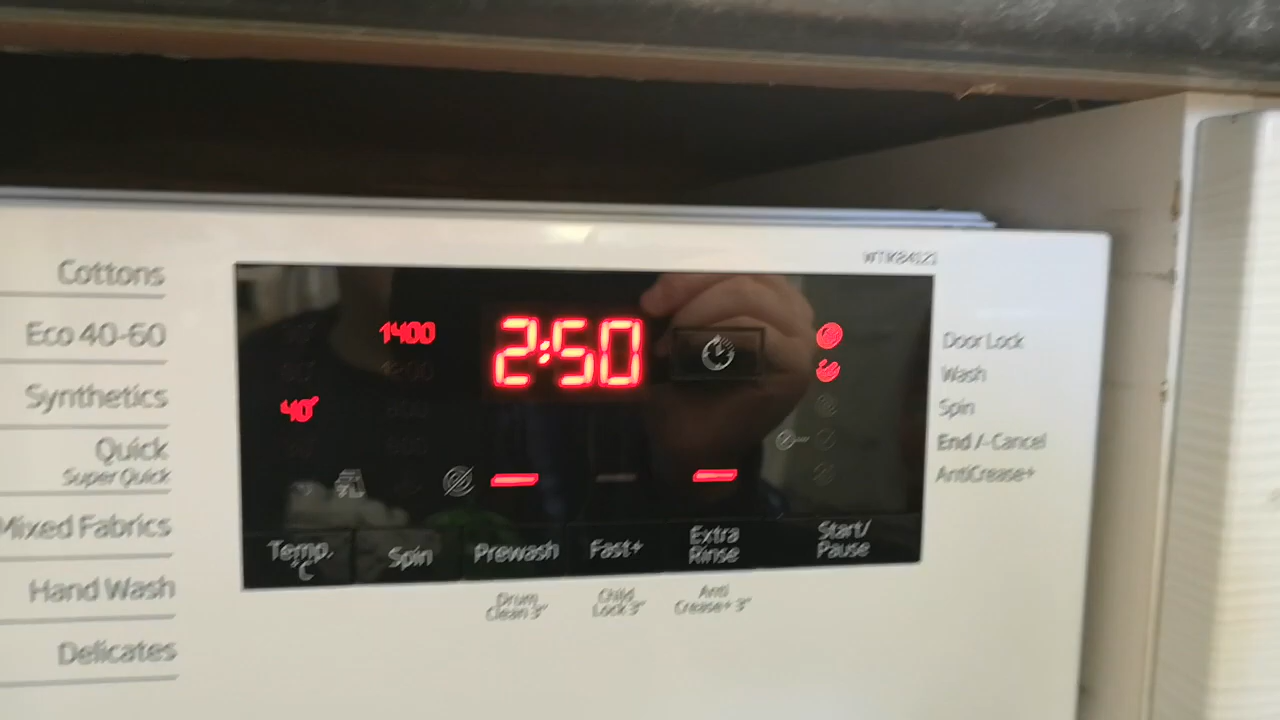 WTK84121
Cottons
Eco 40-60
Synthetics
Quick
Super Quick
Mixed Fabrics
Hand Wash
Delicates
1400
2:50
40°
Door Lock
Wash
Spin
End / Cancel
AntiCrease+
Temp.
°C
Spin
Prewash
Fast+
Extra
Rinse
Start/
Pause
Drum
Clean 3"
Child
Lock 3"
Anti
Crease+ 3"